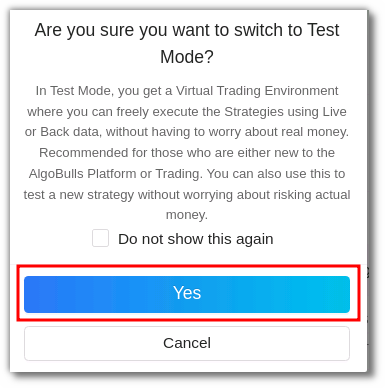 Are you sure you want to switch to Test
Mode?
In Test Mode, you get a Virtual Trading Environment
where you can freely execute the Strategies using Live
or Back data, without having to worry about real money.
Recommended for those who are either new to the
AlgoBulls Platform or Trading. You can also use this to
test a new strategy without worrying about risking actual
money.
Do not show this again
Yes
Cancel